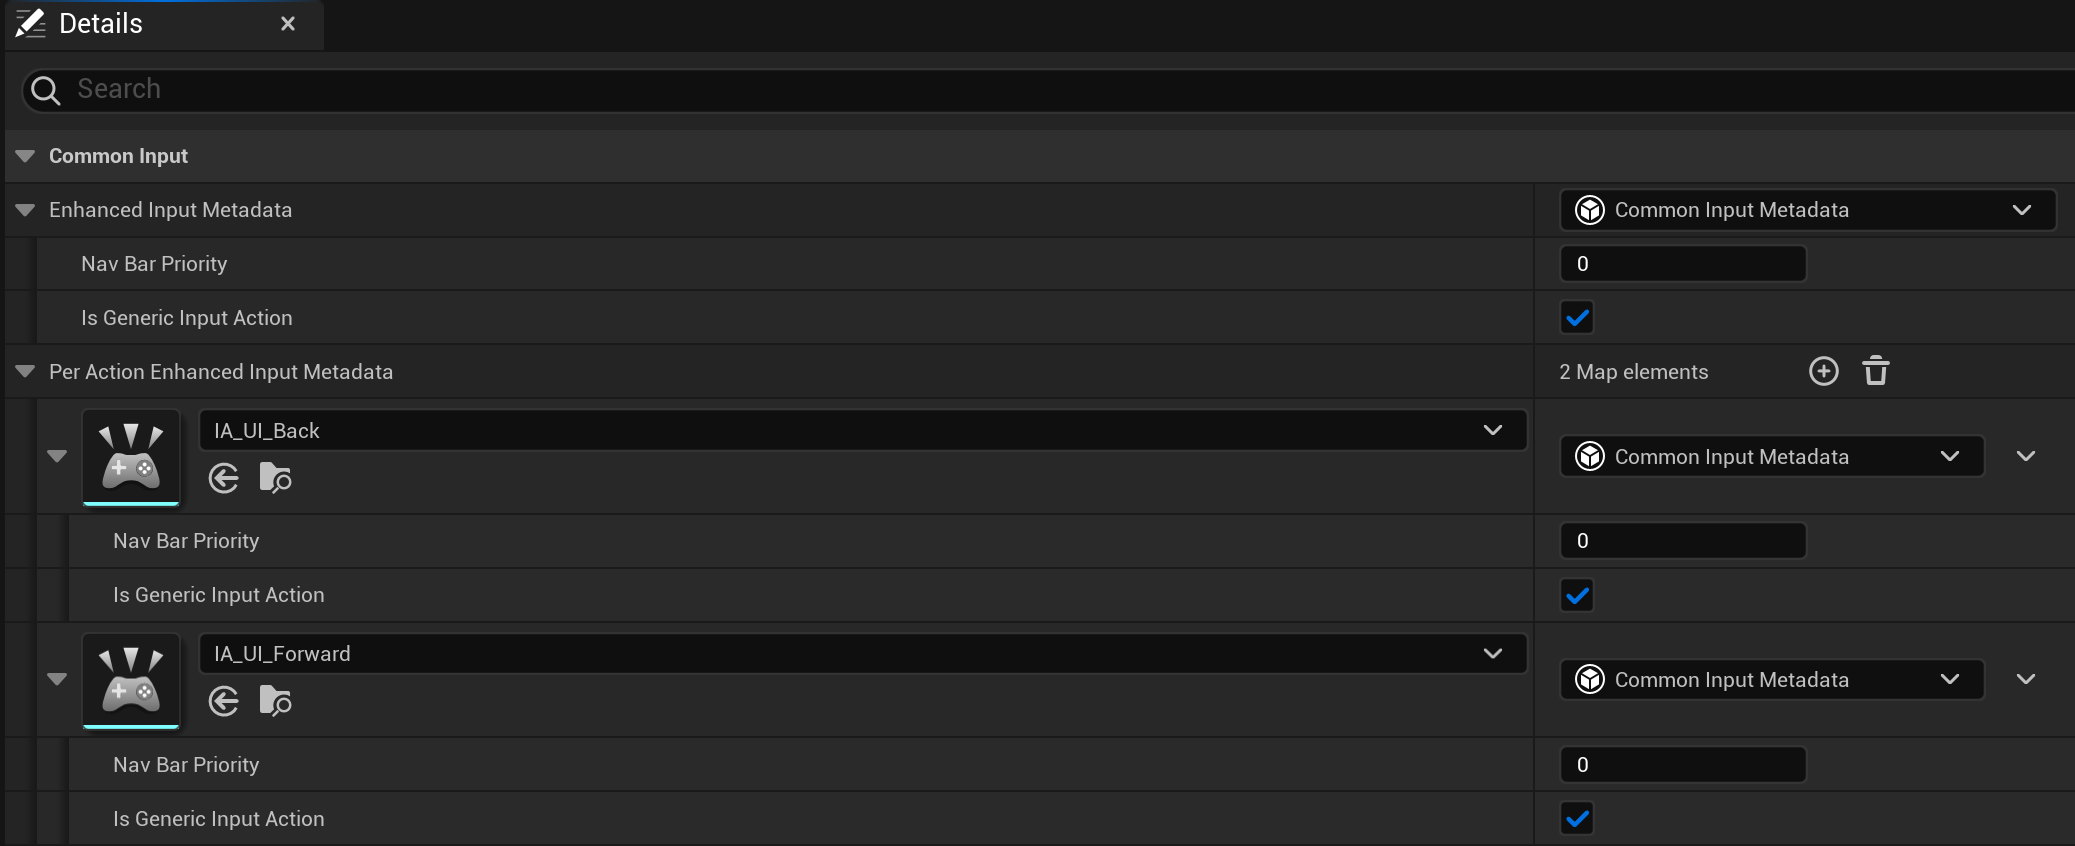 Details
Search
Common Input
Enhanced Input Metadata Common Input Metadata
Nav Bar Priority 0
Is Generic Input Action
Per Action Enhanced Input Metadata 2 Map elements
IA_UI_Back
Common Input Metadata
Nav Bar Priority 0
Is Generic Input Action
IA_UI_Forward
Common Input Metadata
Nav Bar Priority 0
Is Generic Input Action